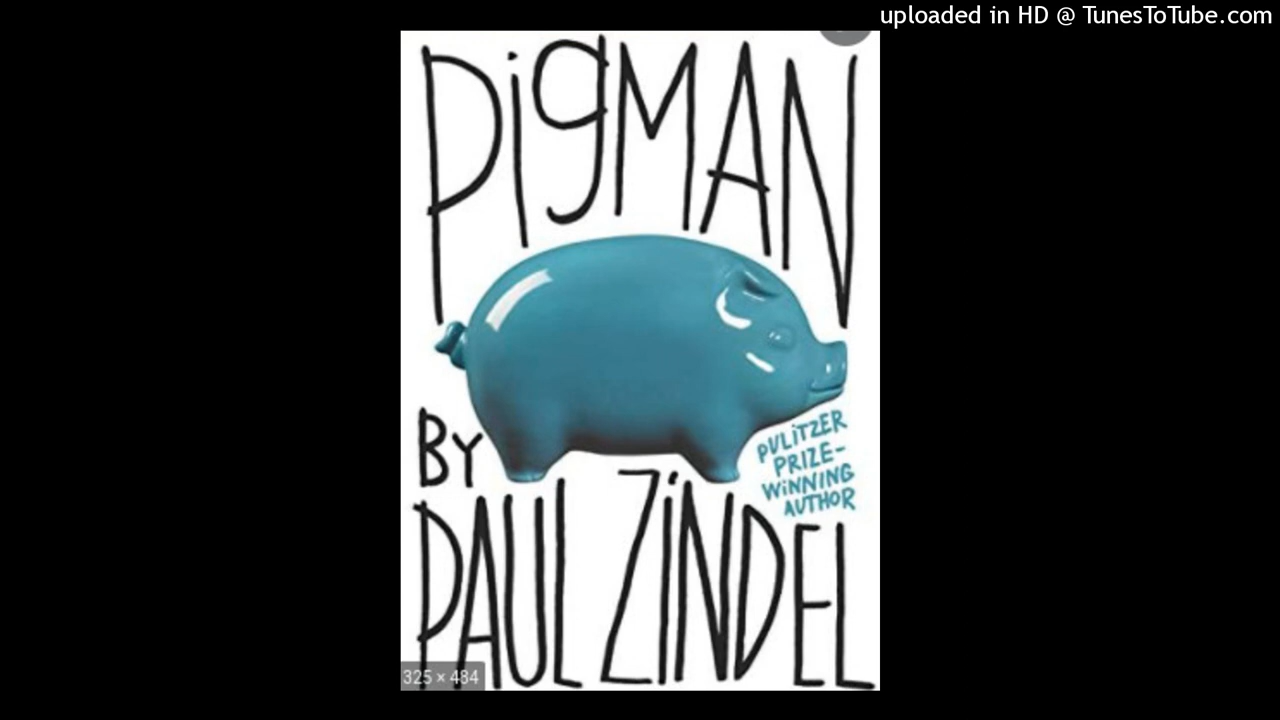 uploaded in HD @ TunesToTube.com
PigMAN
BY
PULiTZER
PRIZE-
WiNNING
AUTHOR
PAUL ZiNDEL
325 × 484